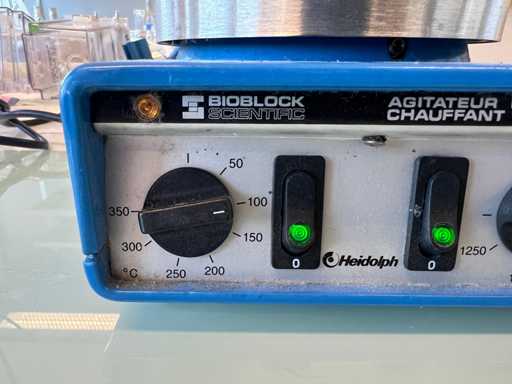 BIOBLOCK
SCIENTIFIC
AGITATEUR
CHAUFFANT
50
100
150
200
250
300
350
°C
0
Heidolph
0
1250